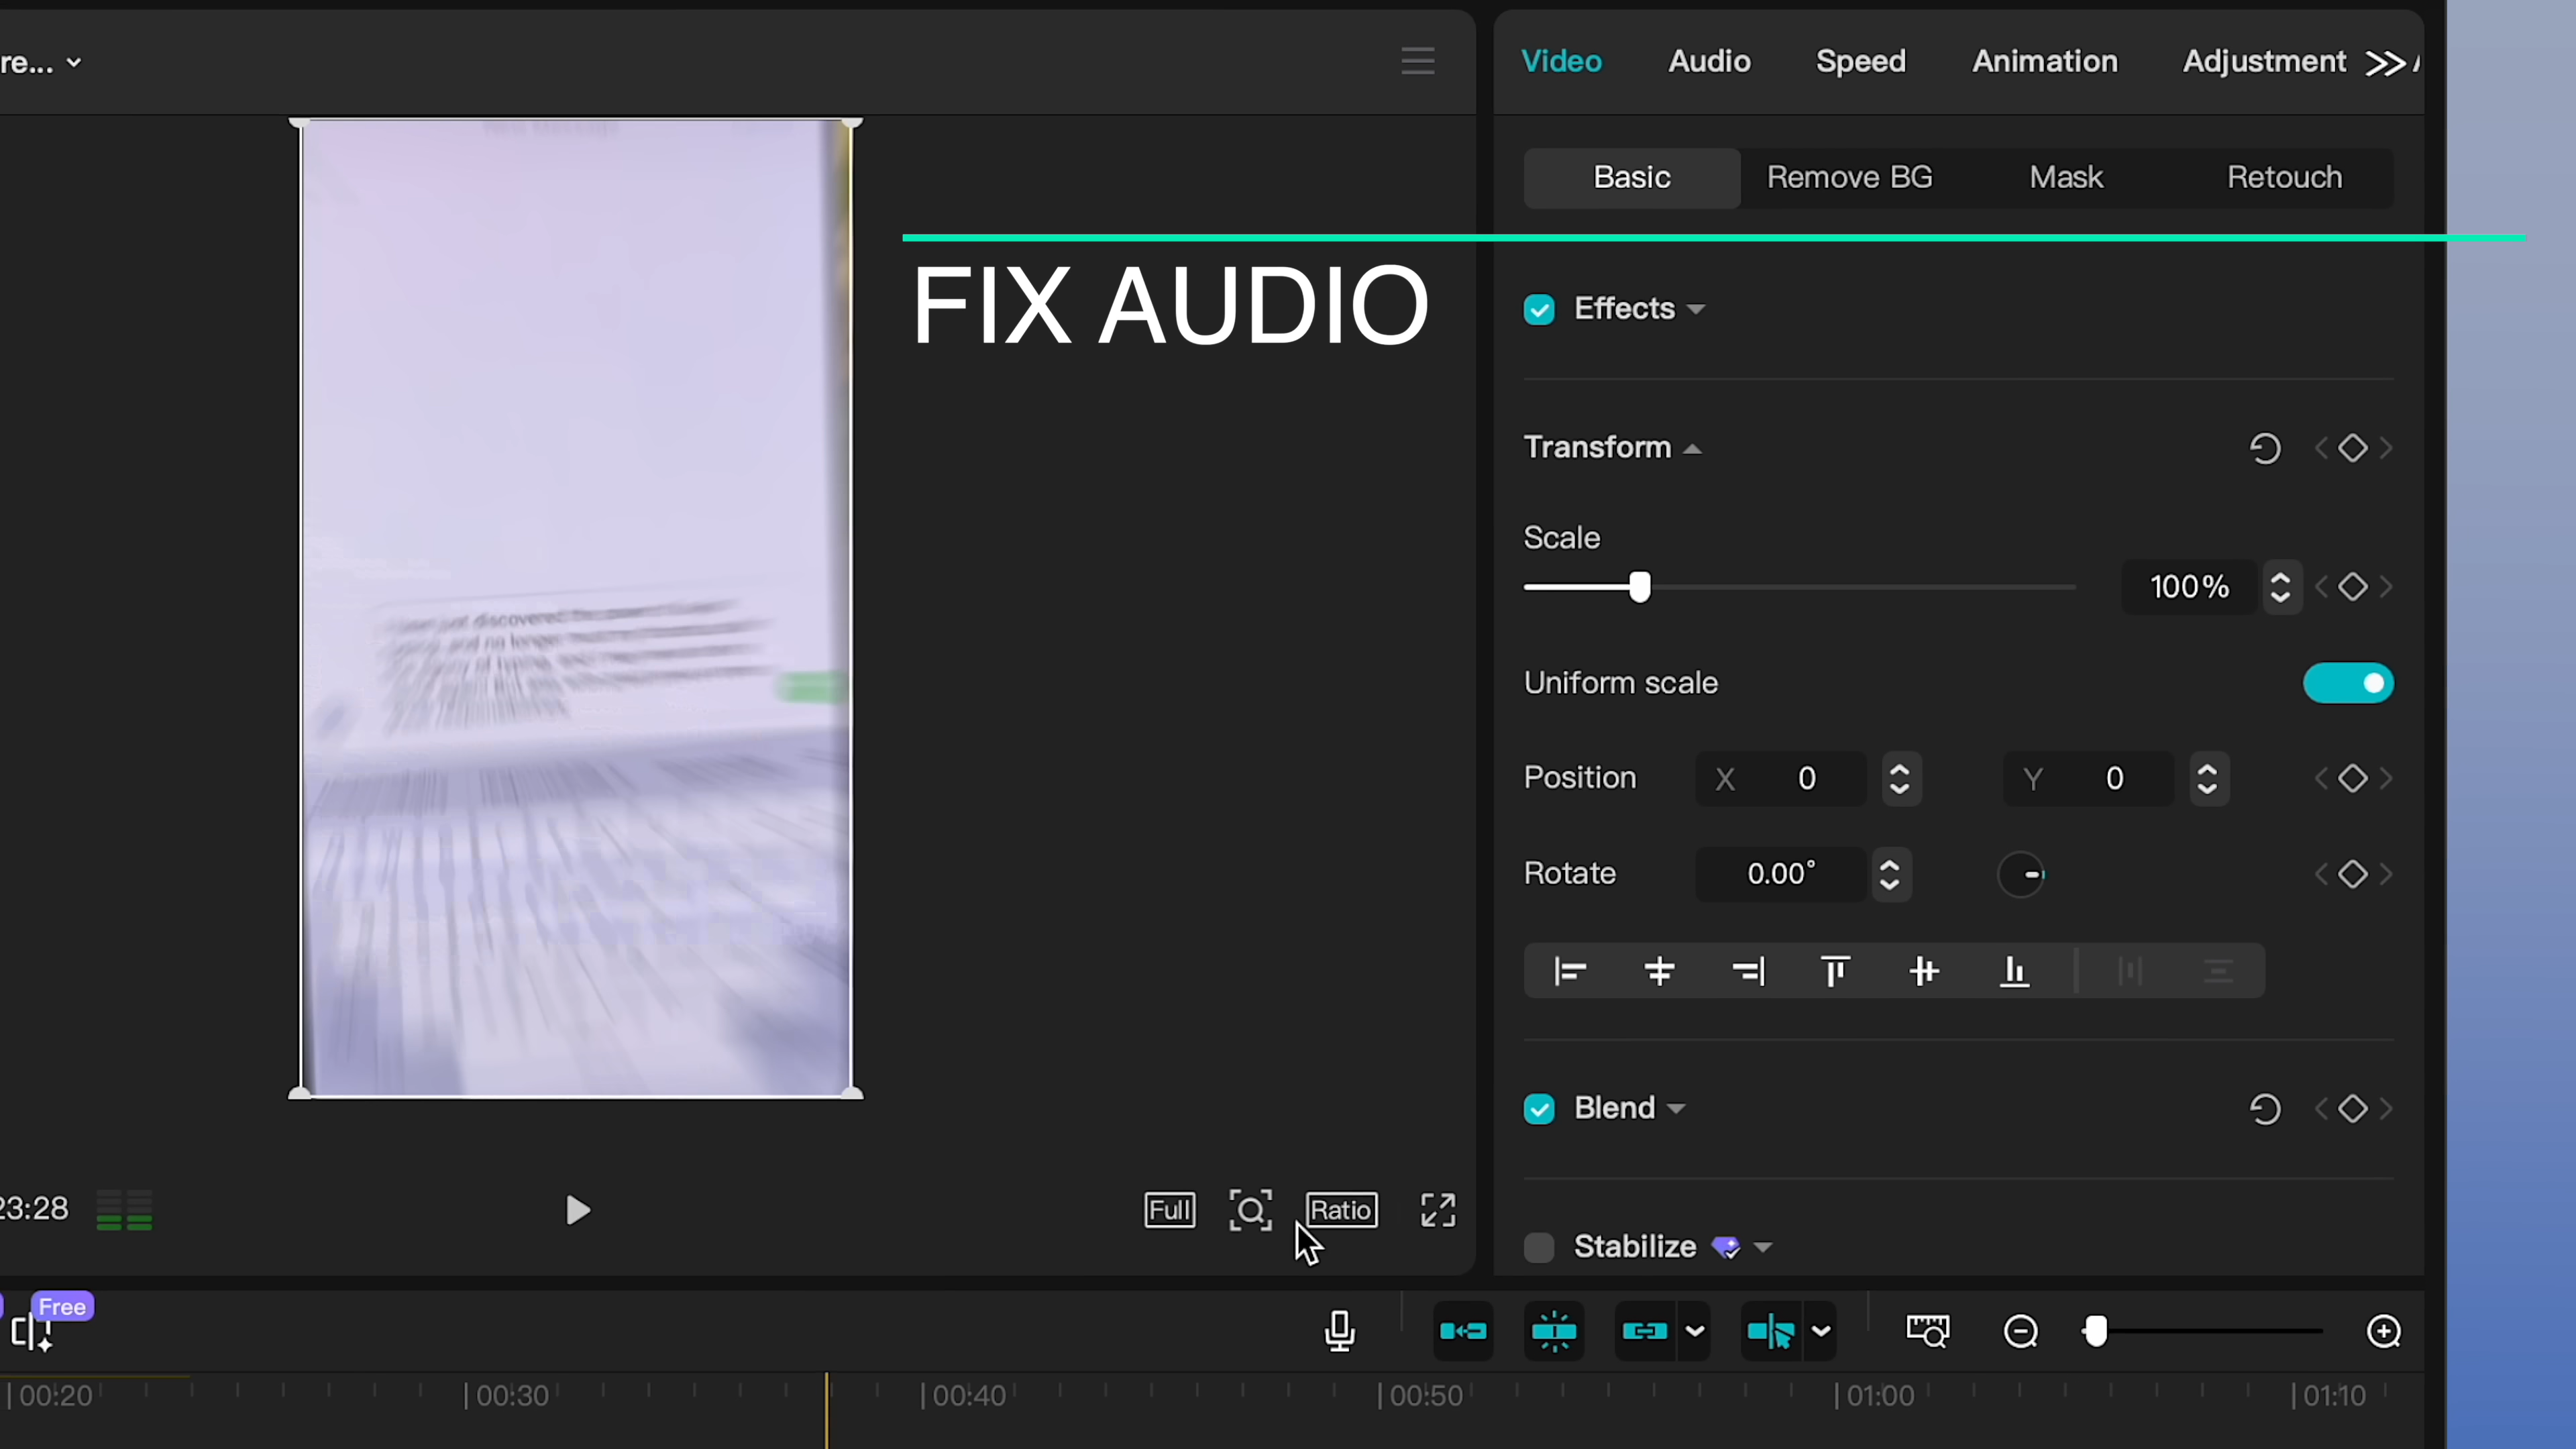 re...
Video Audio Speed Animation Adjustment
Basic Remove BG Mask Retouch
FIX AUDIO
Effects
Transform
Scale
100%
Uniform scale
Position X 0 Y 0
Rotate 0.00°
Blend
Stabilize
discovered
23:28
Full Ratio
Free
00:20 00:30 00:40 00:50 01:00 01:10